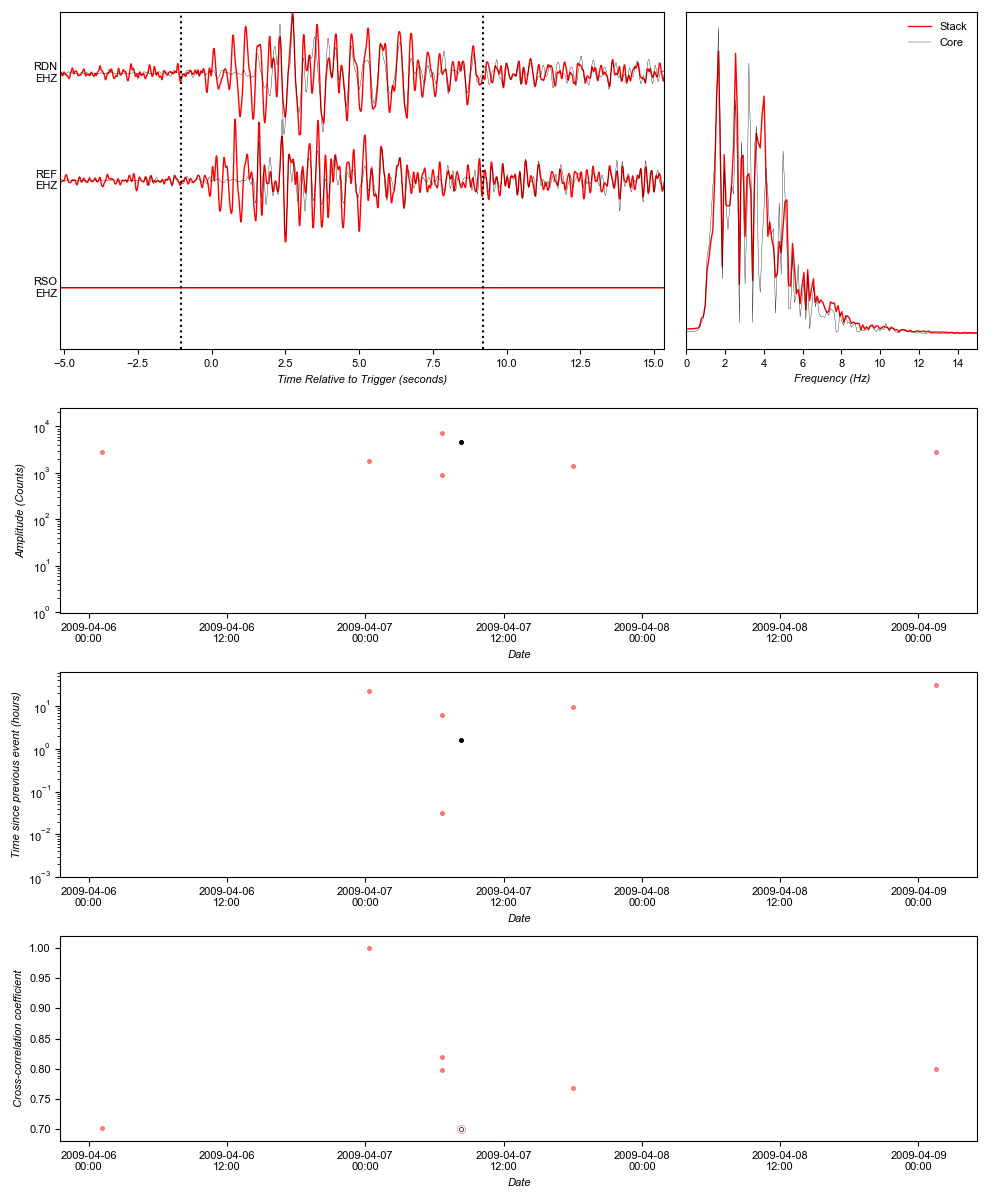 RDN
EHZ
REF
EHZ
RSO
EHZ
−5.0 −2.5 0.0 2.5 5.0 7.5 10.0 12.5 15.0
Time Relative to Trigger (seconds)
Stack
Core
0 2 4 6 8 10 12 14
Frequency (Hz)
Amplitude (Counts)
10⁴
10³
10²
10¹
10⁰
2009-04-06 2009-04-06 2009-04-07 2009-04-07 2009-04-08 2009-04-08 2009-04-09
00:00 12:00 00:00 12:00 00:00 12:00 00:00
Date
Time since previous event (hours)
10¹
10⁰
10⁻¹
10⁻²
10⁻³
2009-04-06 2009-04-06 2009-04-07 2009-04-07 2009-04-08 2009-04-08 2009-04-09
00:00 12:00 00:00 12:00 00:00 12:00 00:00
Date
Cross-correlation coefficient
1.00
0.95
0.90
0.85
0.80
0.75
0.70
2009-04-06 2009-04-06 2009-04-07 2009-04-07 2009-04-08 2009-04-08 2009-04-09
00:00 12:00 00:00 12:00 00:00 12:00 00:00
Date